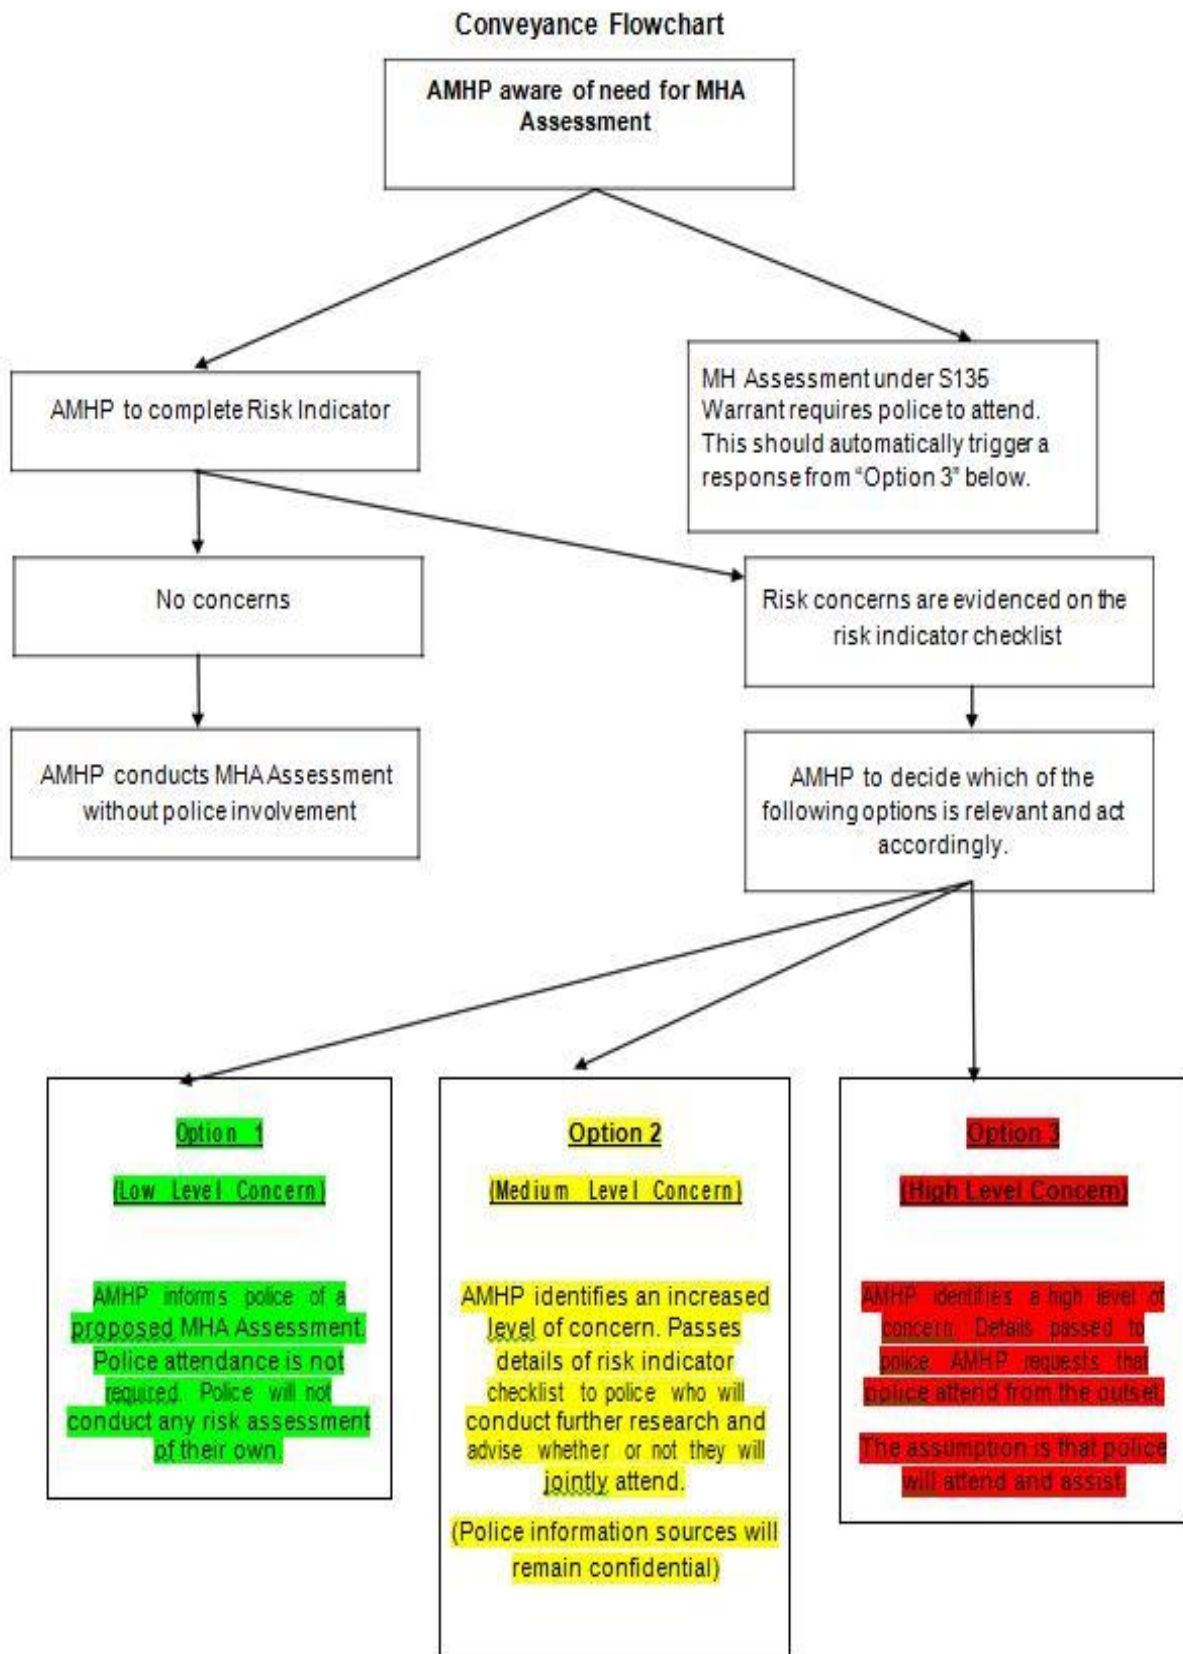 Conveyance Flowchart
AMHP aware of need for MHA
Assessment
AMHP to complete Risk Indicator
MH Assessment under S135
Warrant requires police to attend.
This should automatically trigger a
response from “Option 3” below.
No concerns
Risk concerns are evidenced on the
risk indicator checklist
AMHP conducts MHA Assessment
without police involvement
AMHP to decide which of the
following options is relevant and act
accordingly.
Option 1
(Low Level Concern)
AMHP informs police of a
proposed MHA Assessment.
Police attendance is not
required. Police will not
conduct any risk assessment
of their own.
Option 2
(Medium Level Concern)
AMHP identifies an increased
level of concern. Passes
details of risk indicator
checklist to police who will
conduct further research and
advise whether or not they will
jointly attend.
(Police information sources will
remain confidential)
Option 3
(High Level Concern)
AMHP identifies a high level of
concern. Details passed to
police. AMHP requests that
police attend from the outset.
The assumption is that police
will attend and assist.